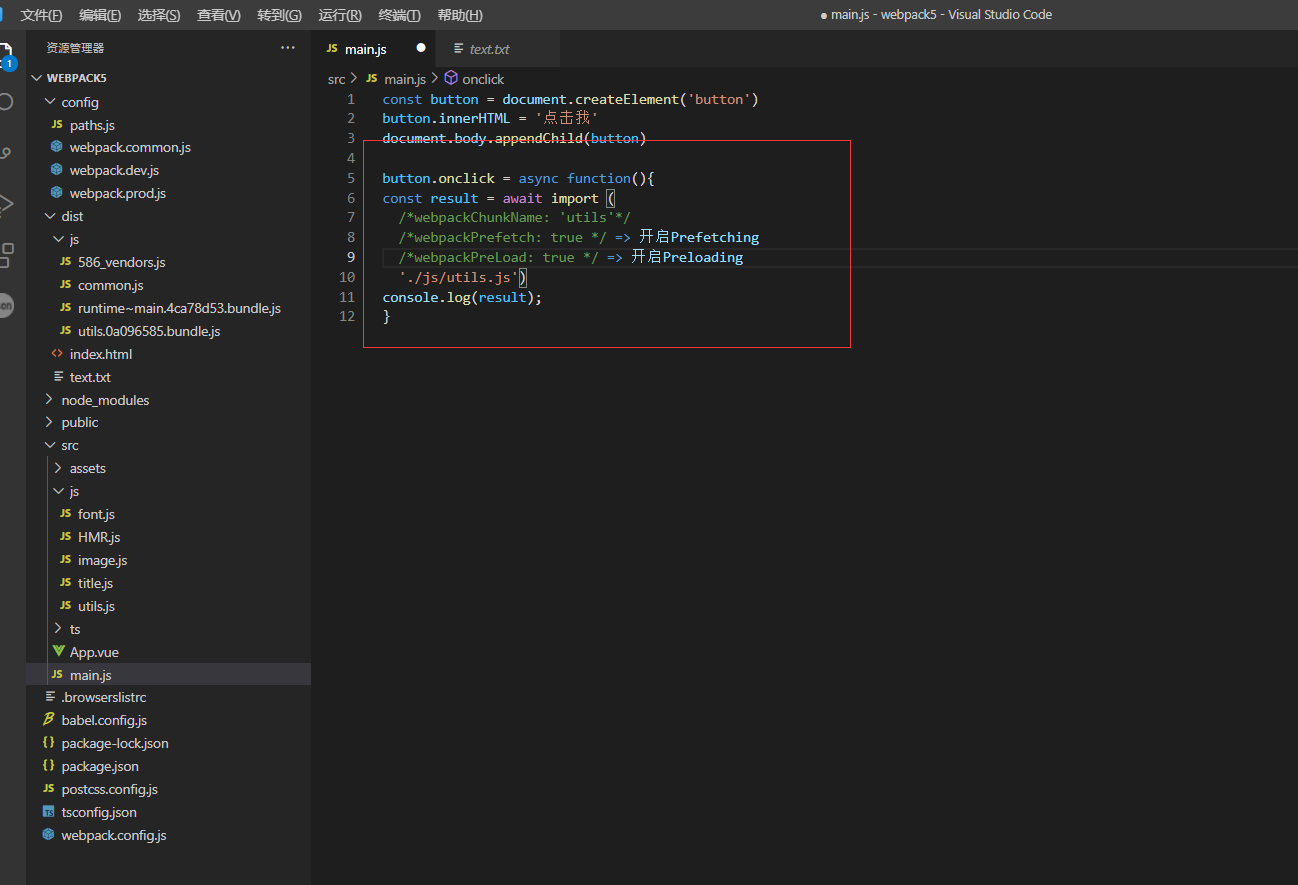 文件(F) 编辑(E) 选择(S) 查看(V) 转到(G) 运行(R) 终端(T) 帮助(H) ● main.js - webpack5 - Visual Studio Code
1
资源管理器 ···
WEBPACK5
config
JS paths.js
webpack.common.js
webpack.dev.js
webpack.prod.js
dist
js
JS 586_vendors.js
JS common.js
JS runtime~main.4ca78d53.bundle.js
JS utils.0a096585.bundle.js
<> index.html
text.txt
node_modules
public
src
assets
js
JS font.js
JS HMR.js
JS image.js
JS title.js
JS utils.js
ts
App.vue
JS main.js
.browserslistrc
babel.config.js
{} package-lock.json
{} package.json
JS postcss.config.js
TS tsconfig.json
webpack.config.js
JS main.js ● text.txt
src > JS main.js > onclick
1 const button = document.createElement('button')
2 button.innerHTML = '点击我'
3 document.body.appendChild(button)
4
5 button.onclick = async function(){
6 const result = await import (
7 /*webpackChunkName: 'utils'*/
8 /*webpackPrefetch: true */ => 开启Prefetching
9 /*webpackPreLoad: true */ => 开启Preloading
10 './js/utils.js')
11 console.log(result);
12 }